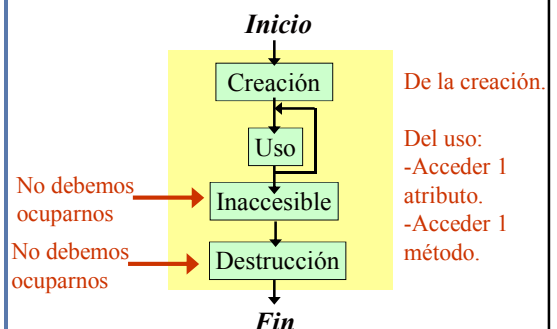 Inicio
Creación
De la creación.
Uso
Del uso:
-Acceder 1
atributo.
-Acceder 1
método.
No debemos
ocuparnos
Inaccesible
No debemos
ocuparnos
Destrucción
Fin